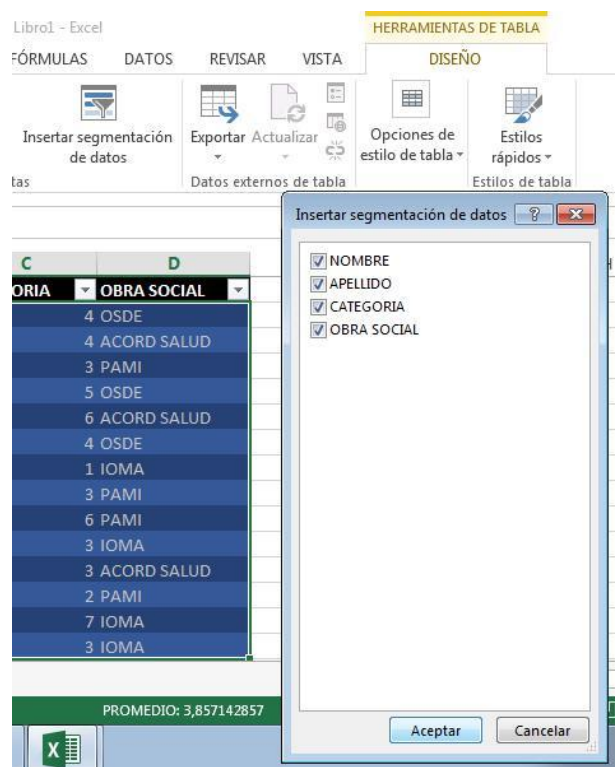 Libro1 - Excel
HERRAMIENTAS DE TABLA
FÓRMULAS DATOS REVISAR VISTA DISEÑO
Insertar segmentación de datos
Exportar Actualizar
Opciones de estilo de tabla
Estilos rápidos
tas
Datos externos de tabla
Estilos de tabla
Insertar segmentación de datos
NOMBRE
APELLIDO
CATEGORIA
OBRA SOCIAL
C D H
ORIA OBRA SOCIAL
4 OSDE
4 ACORD SALUD
3 PAMI
5 OSDE
6 ACORD SALUD
4 OSDE
1 IOMA
3 PAMI
6 PAMI
3 IOMA
3 ACORD SALUD
2 PAMI
7 IOMA
3 IOMA
PROMEDIO: 3,857142857
Aceptar Cancelar